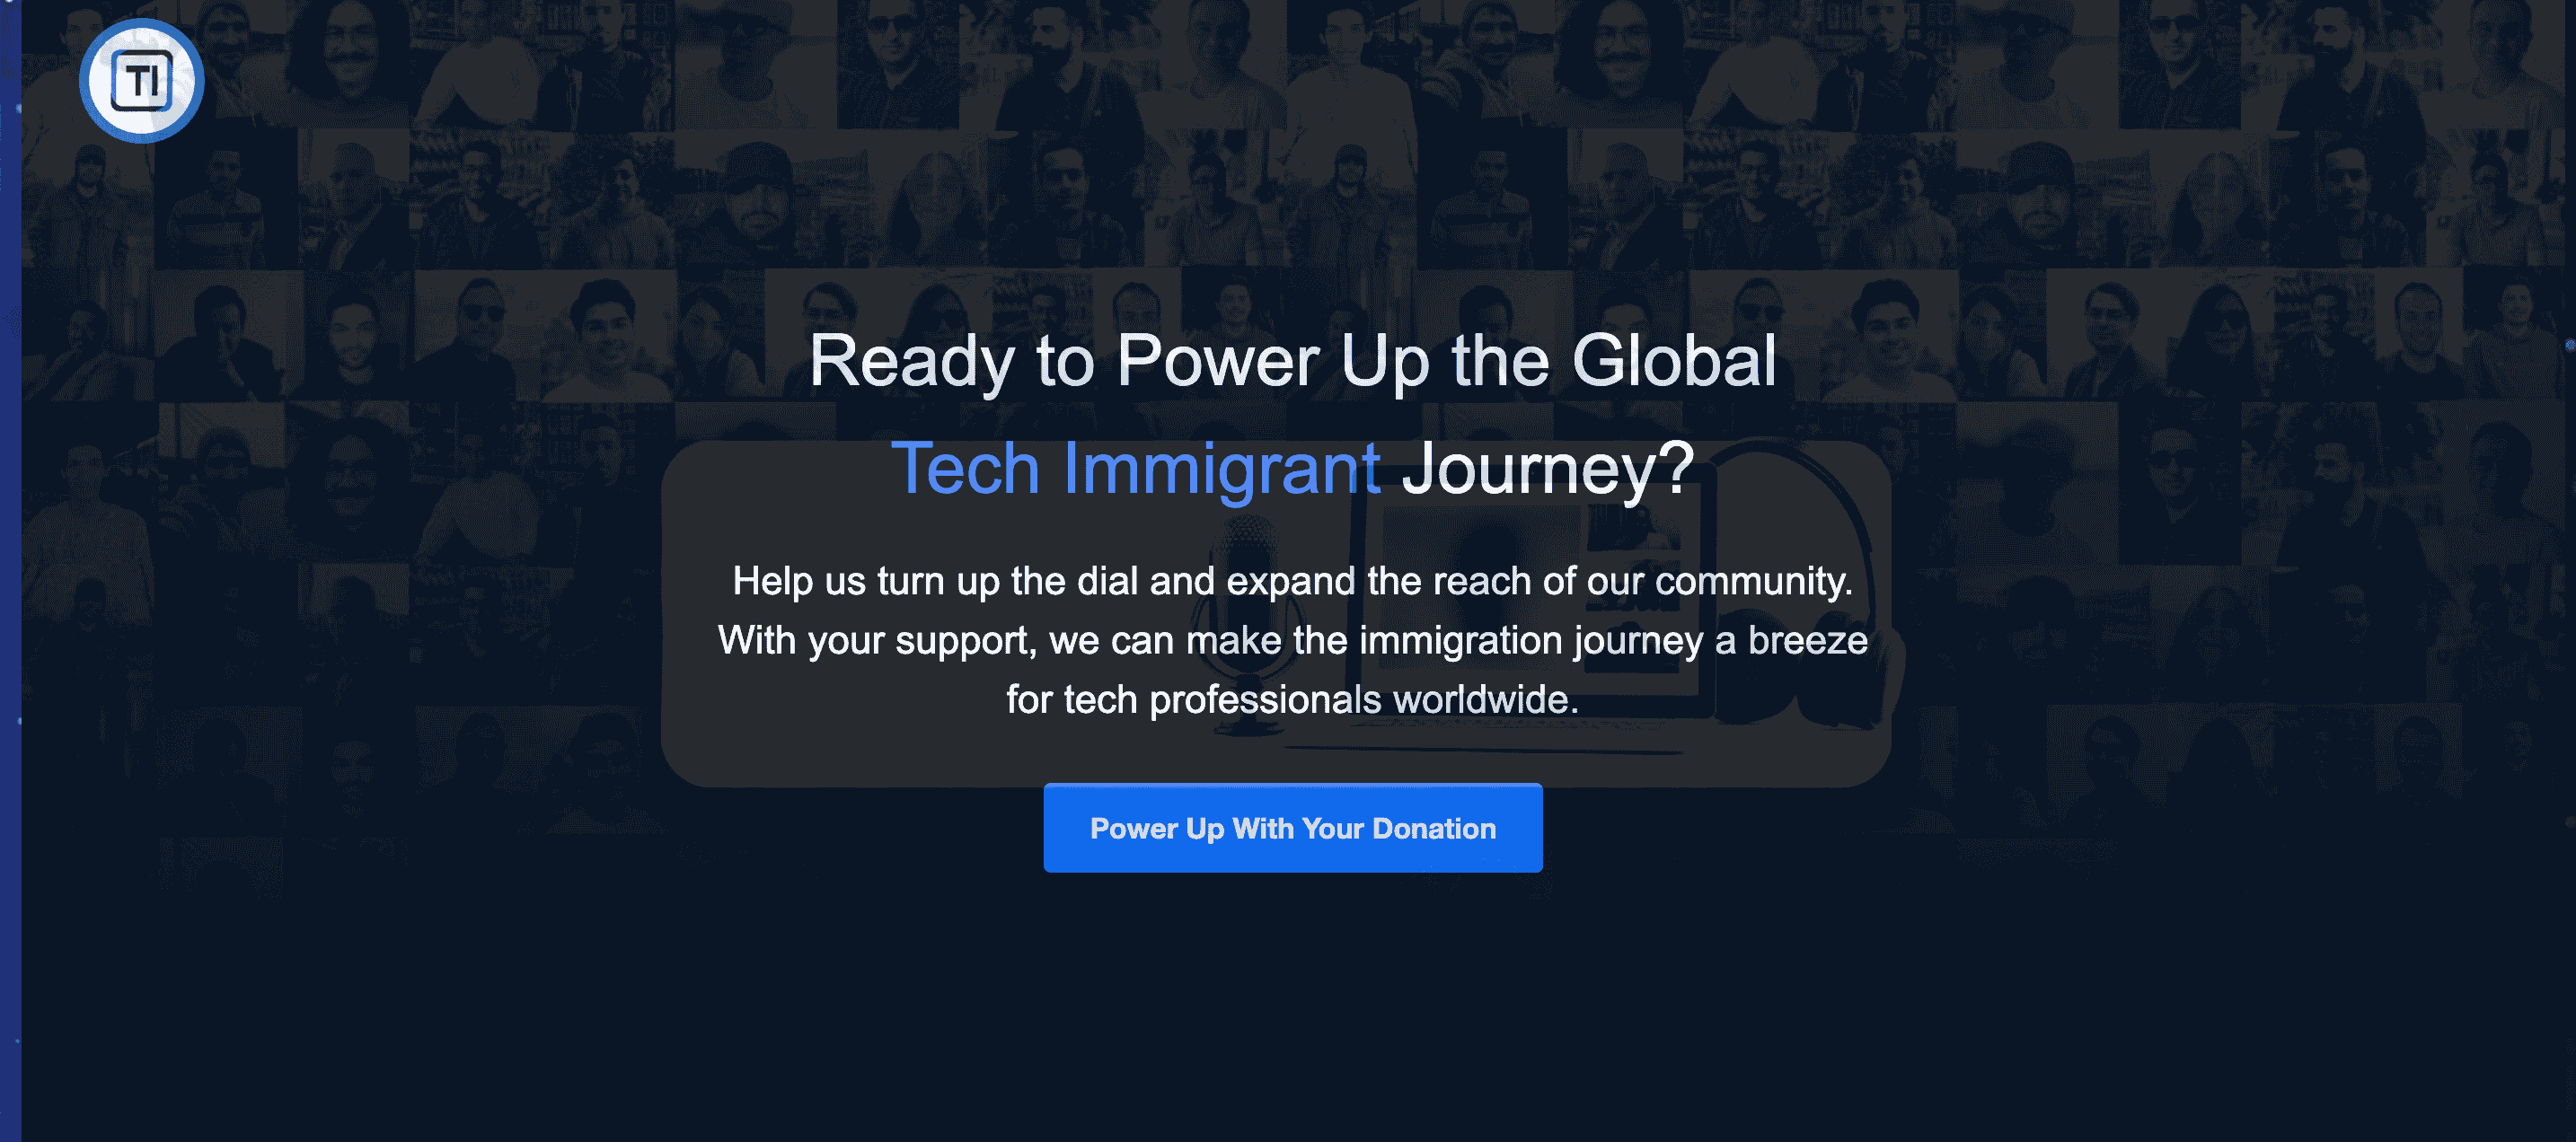 TI
Ready to Power Up the Global
Tech Immigrant Journey?
Help us turn up the dial and expand the reach of our community.
With your support, we can make the immigration journey a breeze
for tech professionals worldwide.
Power Up With Your Donation